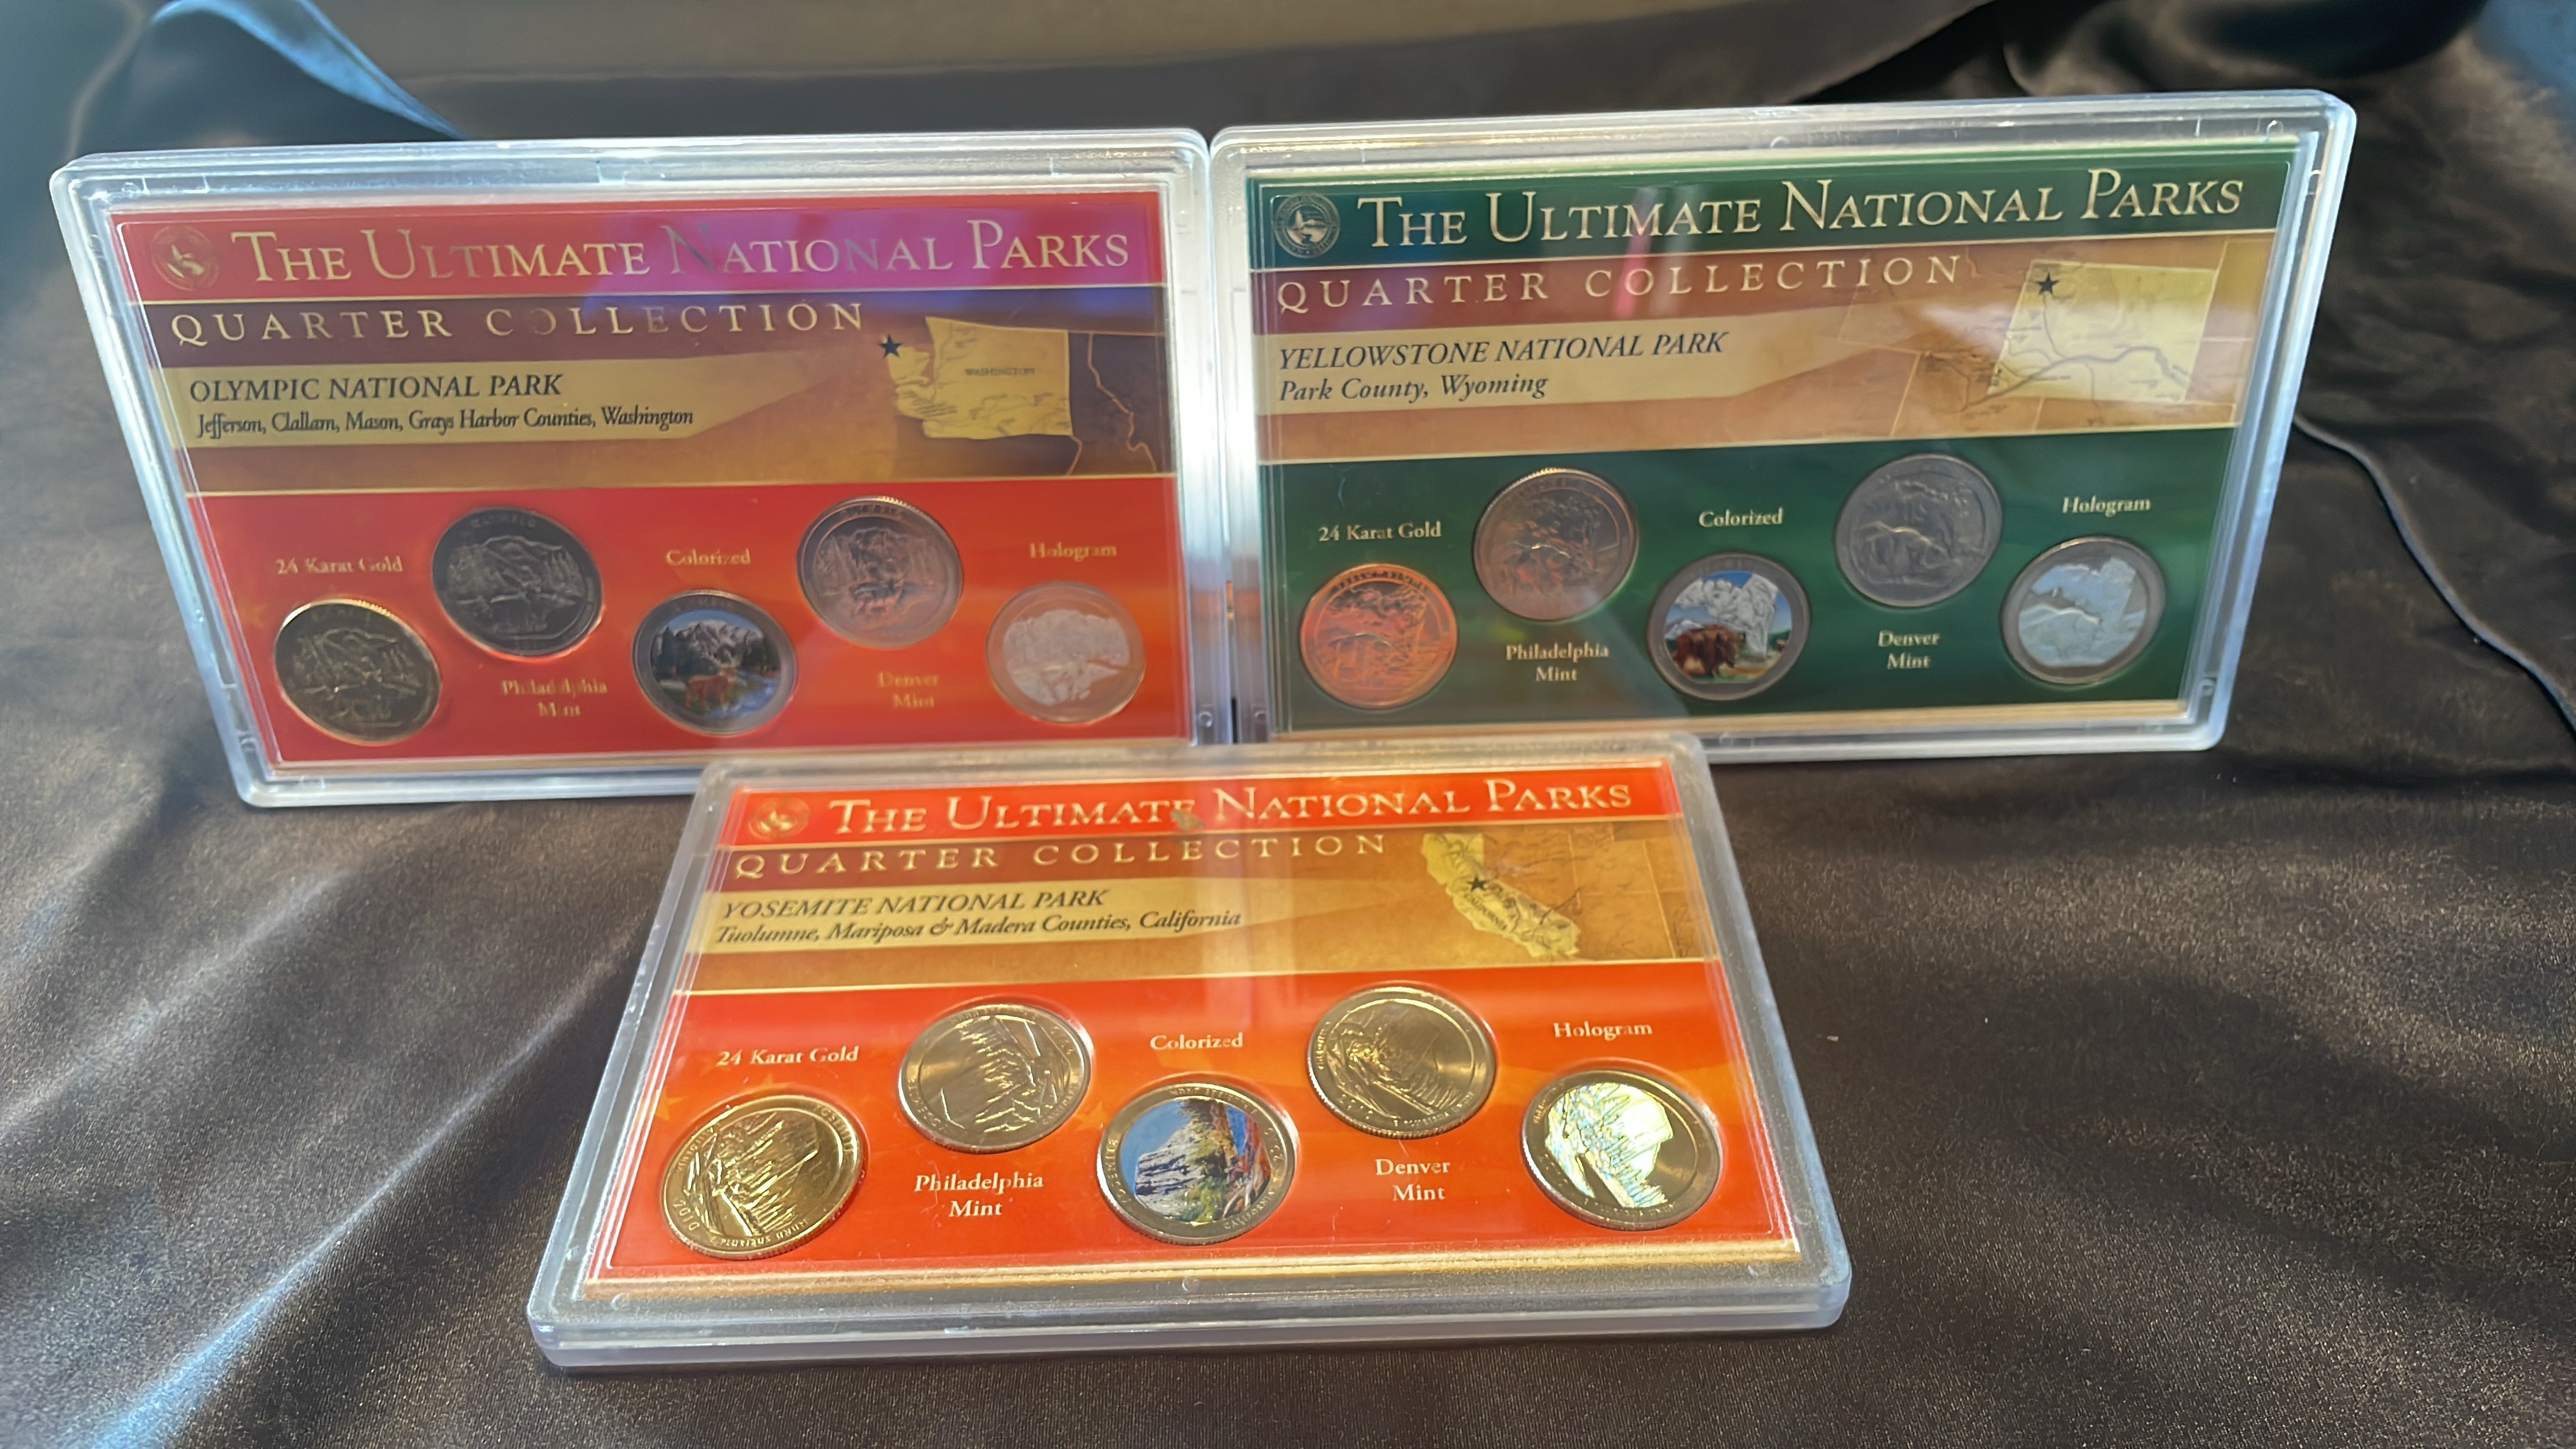 THE ULTIMATE NATIONAL PARKS
QUARTER COLLECTION
OLYMPIC NATIONAL PARK
Jefferson, Clallam, Mason, Grays Harbor Counties, Washington
WASHINGTON
24 Karat Gold
Philadelphia
Mint
Colorized
Denver
Mint
Hologram
THE ULTIMATE NATIONAL PARKS
QUARTER COLLECTION
YELLOWSTONE NATIONAL PARK
Park County, Wyoming
24 Karat Gold
Philadelphia
Mint
Colorized
Denver
Mint
Hologram
THE ULTIMATE NATIONAL PARKS
QUARTER COLLECTION
YOSEMITE NATIONAL PARK
Tuolumne, Mariposa & Madera Counties, California
CALIFORNIA
24 Karat Gold
Philadelphia
Mint
Colorized
YOSEMITE
CALIFORNIA
Denver
Mint
Hologram